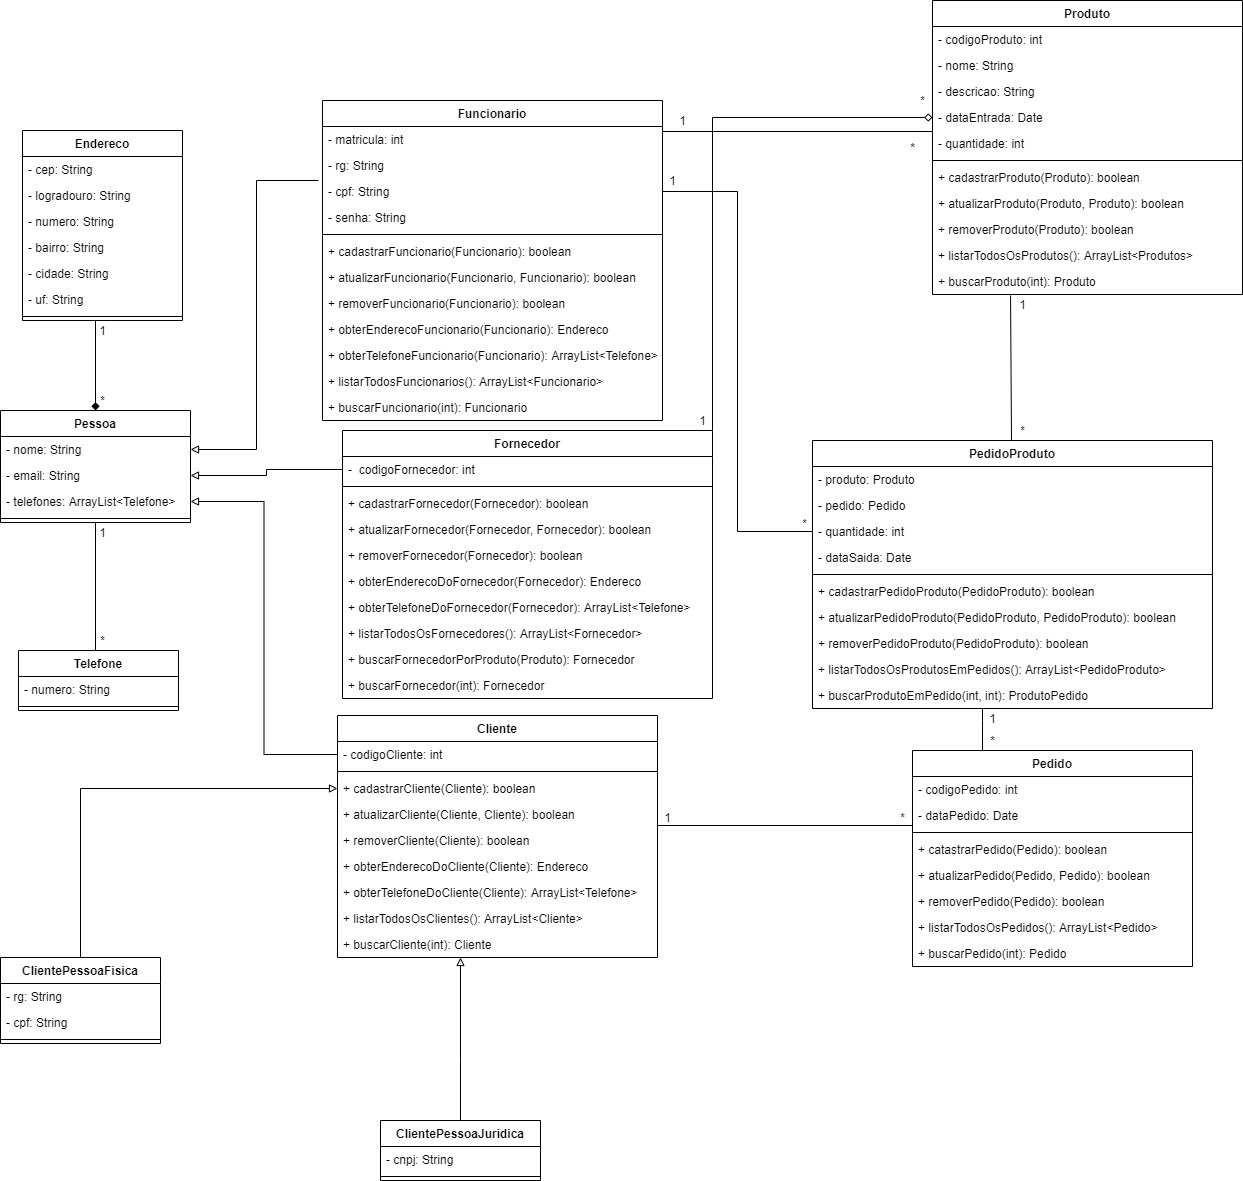 Produto
- codigoProduto: int
- nome: String
- descricao: String
- dataEntrada: Date
- quantidade: int
+ cadastrarProduto(Produto): boolean
+ atualizarProduto(Produto, Produto): boolean
+ removerProduto(Produto): boolean
+ listarTodosOsProdutos(): ArrayList<Produtos>
+ buscarProduto(int): Produto
*
1
*
1
1
*
Funcionario
- matricula: int
- rg: String
- cpf: String
- senha: String
+ cadastrarFuncionario(Funcionario): boolean
+ atualizarFuncionario(Funcionario, Funcionario): boolean
+ removerFuncionario(Funcionario): boolean
+ obterEnderecoFuncionario(Funcionario): Endereco
+ obterTelefoneFuncionario(Funcionario): ArrayList<Telefone>
+ listarTodosFuncionarios(): ArrayList<Funcionario>
+ buscarFuncionario(int): Funcionario
Endereco
- cep: String
- logradouro: String
- numero: String
- bairro: String
- cidade: String
- uf: String
1
*
Pessoa
- nome: String
- email: String
- telefones: ArrayList<Telefone>
1
*
Telefone
- numero: String
1
Fornecedor
- codigoFornecedor: int
+ cadastrarFornecedor(Fornecedor): boolean
+ atualizarFornecedor(Fornecedor, Fornecedor): boolean
+ removerFornecedor(Fornecedor): boolean
+ obterEnderecoDoFornecedor(Fornecedor): Endereco
+ obterTelefoneDoFornecedor(Fornecedor): ArrayList<Telefone>
+ listarTodosOsFornecedores(): ArrayList<Fornecedor>
+ buscarFornecedorPorProduto(Produto): Fornecedor
+ buscarFornecedor(int): Fornecedor
*
PedidoProduto
- produto: Produto
- pedido: Pedido
- quantidade: int
- dataSaida: Date
+ cadastrarPedidoProduto(PedidoProduto): boolean
+ atualizarPedidoProduto(PedidoProduto, PedidoProduto): boolean
+ removerPedidoProduto(PedidoProduto): boolean
+ listarTodosOsProdutosEmPedidos(): ArrayList<PedidoProduto>
+ buscarProdutoEmPedido(int, int): ProdutoPedido
1
*
Cliente
- codigoCliente: int
+ cadastrarCliente(Cliente): boolean
+ atualizarCliente(Cliente, Cliente): boolean
+ removerCliente(Cliente): boolean
+ obterEnderecoDoCliente(Cliente): Endereco
+ obterTelefoneDoCliente(Cliente): ArrayList<Telefone>
+ listarTodosOsClientes(): ArrayList<Cliente>
+ buscarCliente(int): Cliente
1
*
Pedido
- codigoPedido: int
- dataPedido: Date
+ catastrarPedido(Pedido): boolean
+ atualizarPedido(Pedido, Pedido): boolean
+ removerPedido(Pedido): boolean
+ listarTodosOsPedidos(): ArrayList<Pedido>
+ buscarPedido(int): Pedido
ClientePessoaFisica
- rg: String
- cpf: String
ClientePessoaJuridica
- cnpj: String